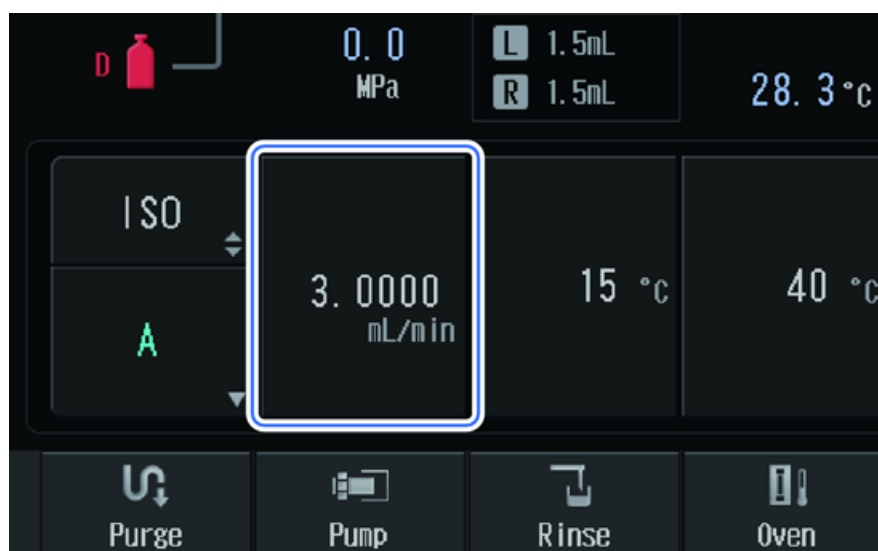 D
0.0
MPa
L 1.5mL
R 1.5mL
28.3°C
ISO
A
3.0000
mL/min
15 °C
40 °C
Purge
Pump
Rinse
Oven